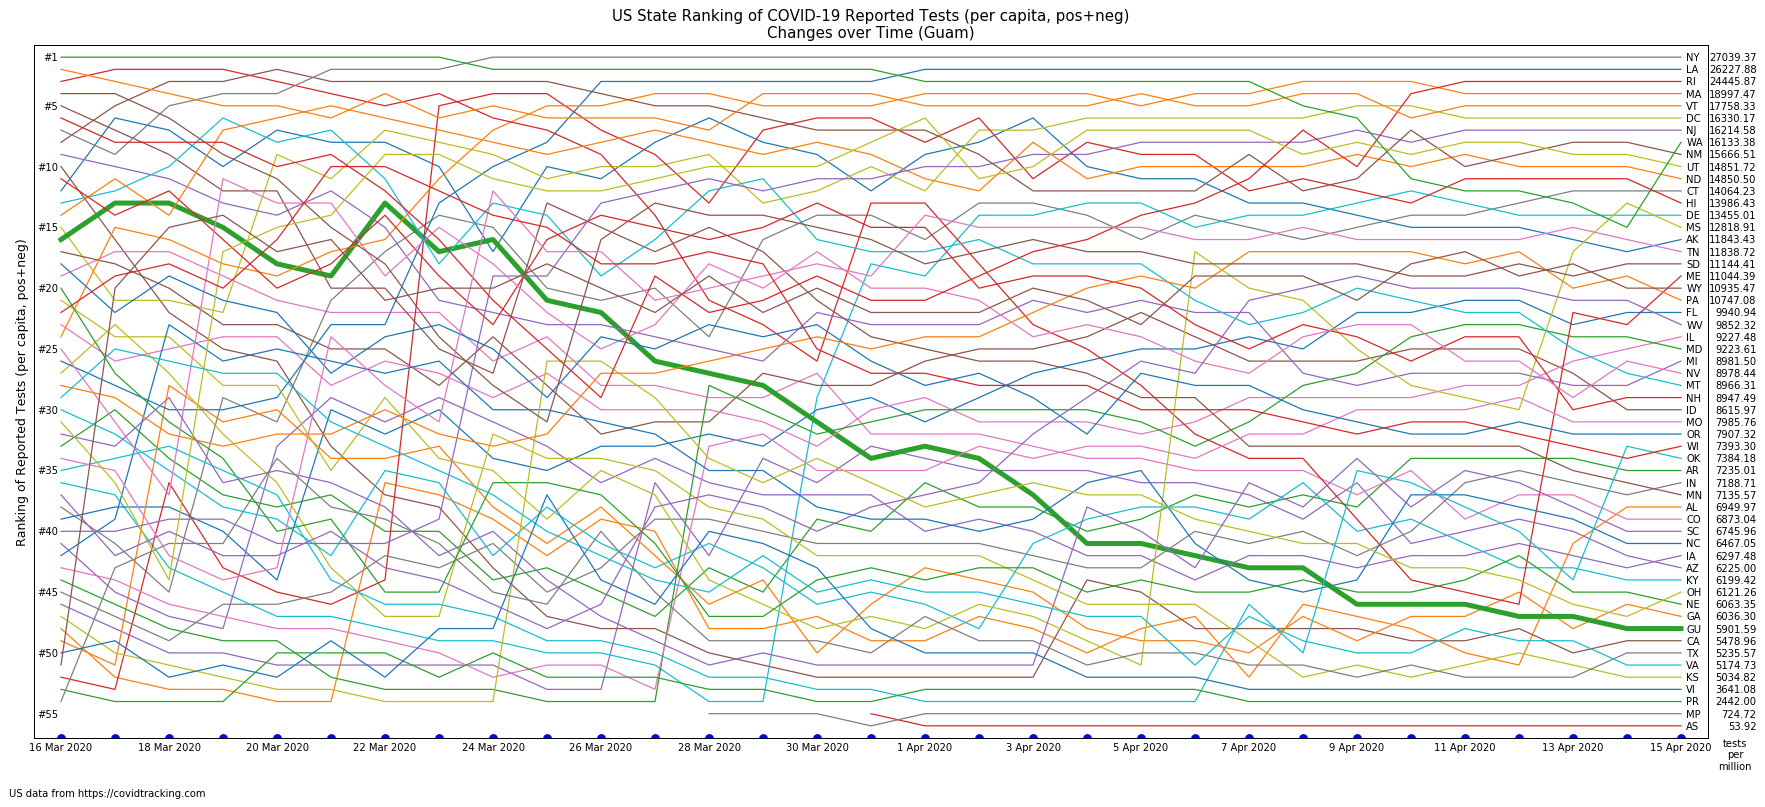 US State Ranking of COVID-19 Reported Tests (per capita, pos+neg)
Changes over Time (Guam)
Ranking of Reported Tests (per capita, pos+neg)
#1
#5
#10
#15
#20
#25
#30
#35
#40
#45
#50
#55
NY 27039.37
LA 26227.88
RI 24445.87
MA 18997.47
VT 17758.33
DC 16330.17
NJ 16214.58
WA 16133.38
NM 15666.51
UT 14851.72
ND 14850.50
CT 14064.23
HI 13986.43
DE 13455.01
MS 12818.91
AK 11843.43
TN 11838.72
SD 11144.41
ME 11044.39
WY 10935.47
PA 10747.08
FL 9940.94
WV 9852.32
IL 9227.48
MD 9223.61
MI 8981.50
NV 8978.44
MT 8966.31
NH 8947.49
ID 8615.97
MO 7985.76
OR 7907.32
WI 7393.30
OK 7384.18
AR 7235.01
IN 7188.71
MN 7135.57
AL 6949.97
CO 6873.04
SC 6745.96
NC 6467.05
IA 6297.48
AZ 6225.00
KY 6199.42
OH 6121.26
NE 6063.35
GA 6036.30
GU 5901.59
CA 5478.96
TX 5235.57
VA 5174.73
KS 5034.82
VI 3641.08
PR 2442.00
MP 724.72
AS 53.92
16 Mar 2020 18 Mar 2020 20 Mar 2020 22 Mar 2020 24 Mar 2020 26 Mar 2020 28 Mar 2020 30 Mar 2020 1 Apr 2020 3 Apr 2020 5 Apr 2020 7 Apr 2020 9 Apr 2020 11 Apr 2020 13 Apr 2020 15 Apr 2020
tests
per
million
US data from https://covidtracking.com